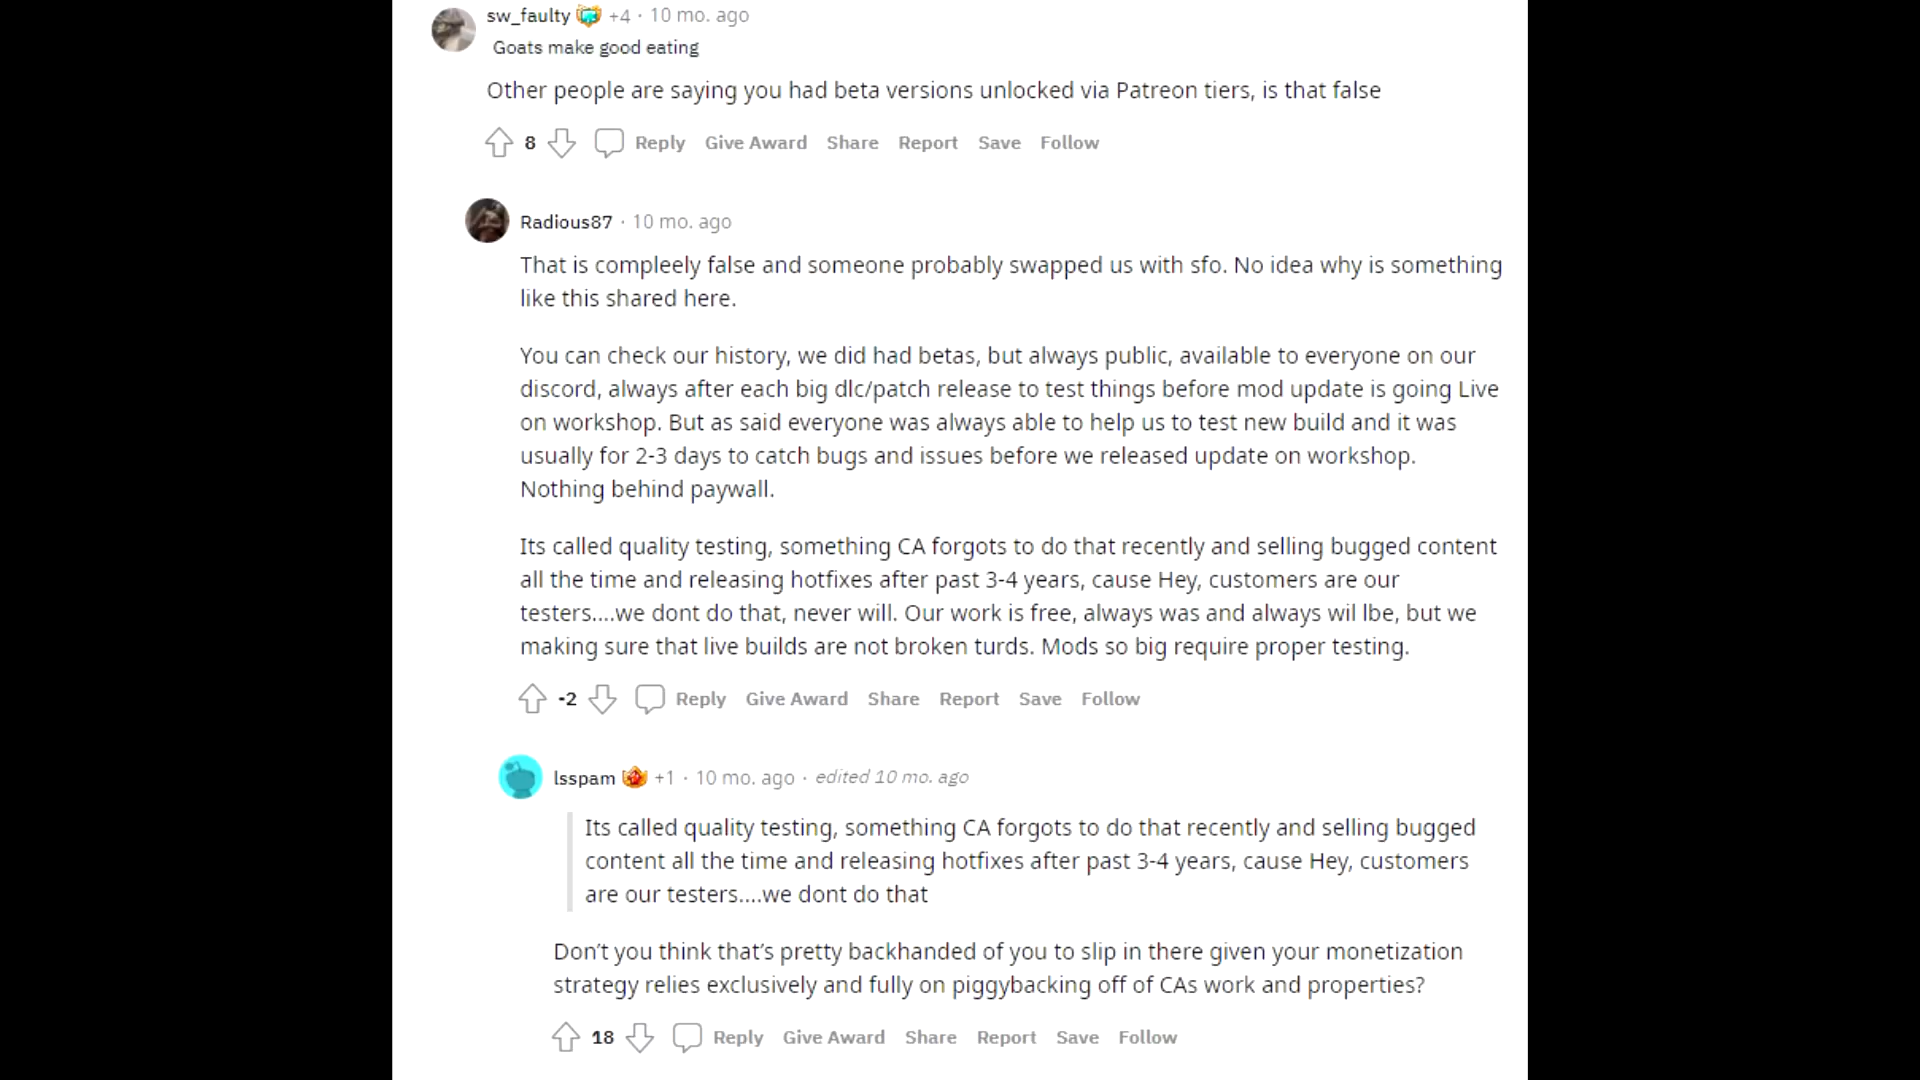 sw_faulty +4 · 10 mo. ago
Goats make good eating
Other people are saying you had beta versions unlocked via Patreon tiers, is that false
8 Reply Give Award Share Report Save Follow
Radious87 · 10 mo. ago
That is compleely false and someone probably swapped us with sfo. No idea why is something
like this shared here.
You can check our history, we did had betas, but always public, available to everyone on our
discord, always after each big dlc/patch release to test things before mod update is going Live
on workshop. But as said everyone was always able to help us to test new build and it was
usually for 2-3 days to catch bugs and issues before we released update on workshop.
Nothing behind paywall.
Its called quality testing, something CA forgots to do that recently and selling bugged content
all the time and releasing hotfixes after past 3-4 years, cause Hey, customers are our
testers....we dont do that, never will. Our work is free, always was and always wil lbe, but we
making sure that live builds are not broken turds. Mods so big require proper testing.
-2 Reply Give Award Share Report Save Follow
lsspam +1 · 10 mo. ago · edited 10 mo. ago
Its called quality testing, something CA forgots to do that recently and selling bugged
content all the time and releasing hotfixes after past 3-4 years, cause Hey, customers
are our testers....we dont do that
Don't you think that's pretty backhanded of you to slip in there given your monetization
strategy relies exclusively and fully on piggybacking off of CAs work and properties?
18 Reply Give Award Share Report Save Follow